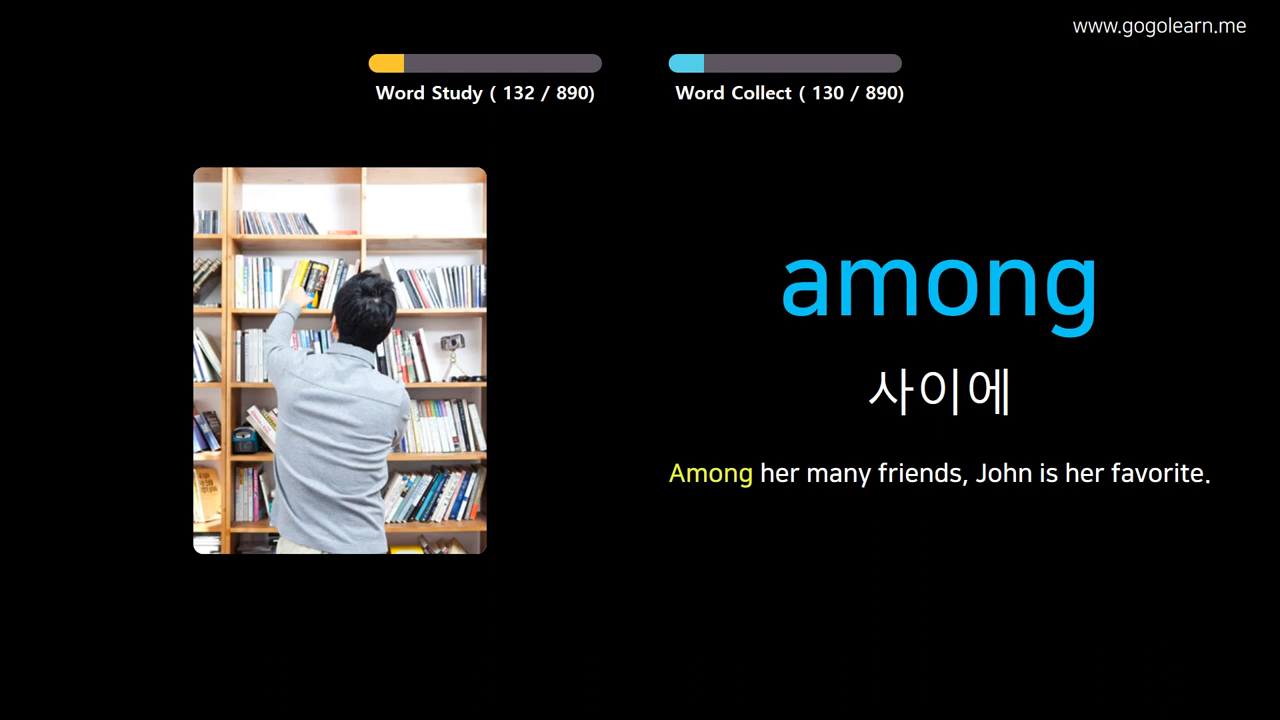 www.gogolearn.me
Word Study ( 132 / 890)
Word Collect ( 130 / 890)
among
사이에
Among her many friends, John is her favorite.